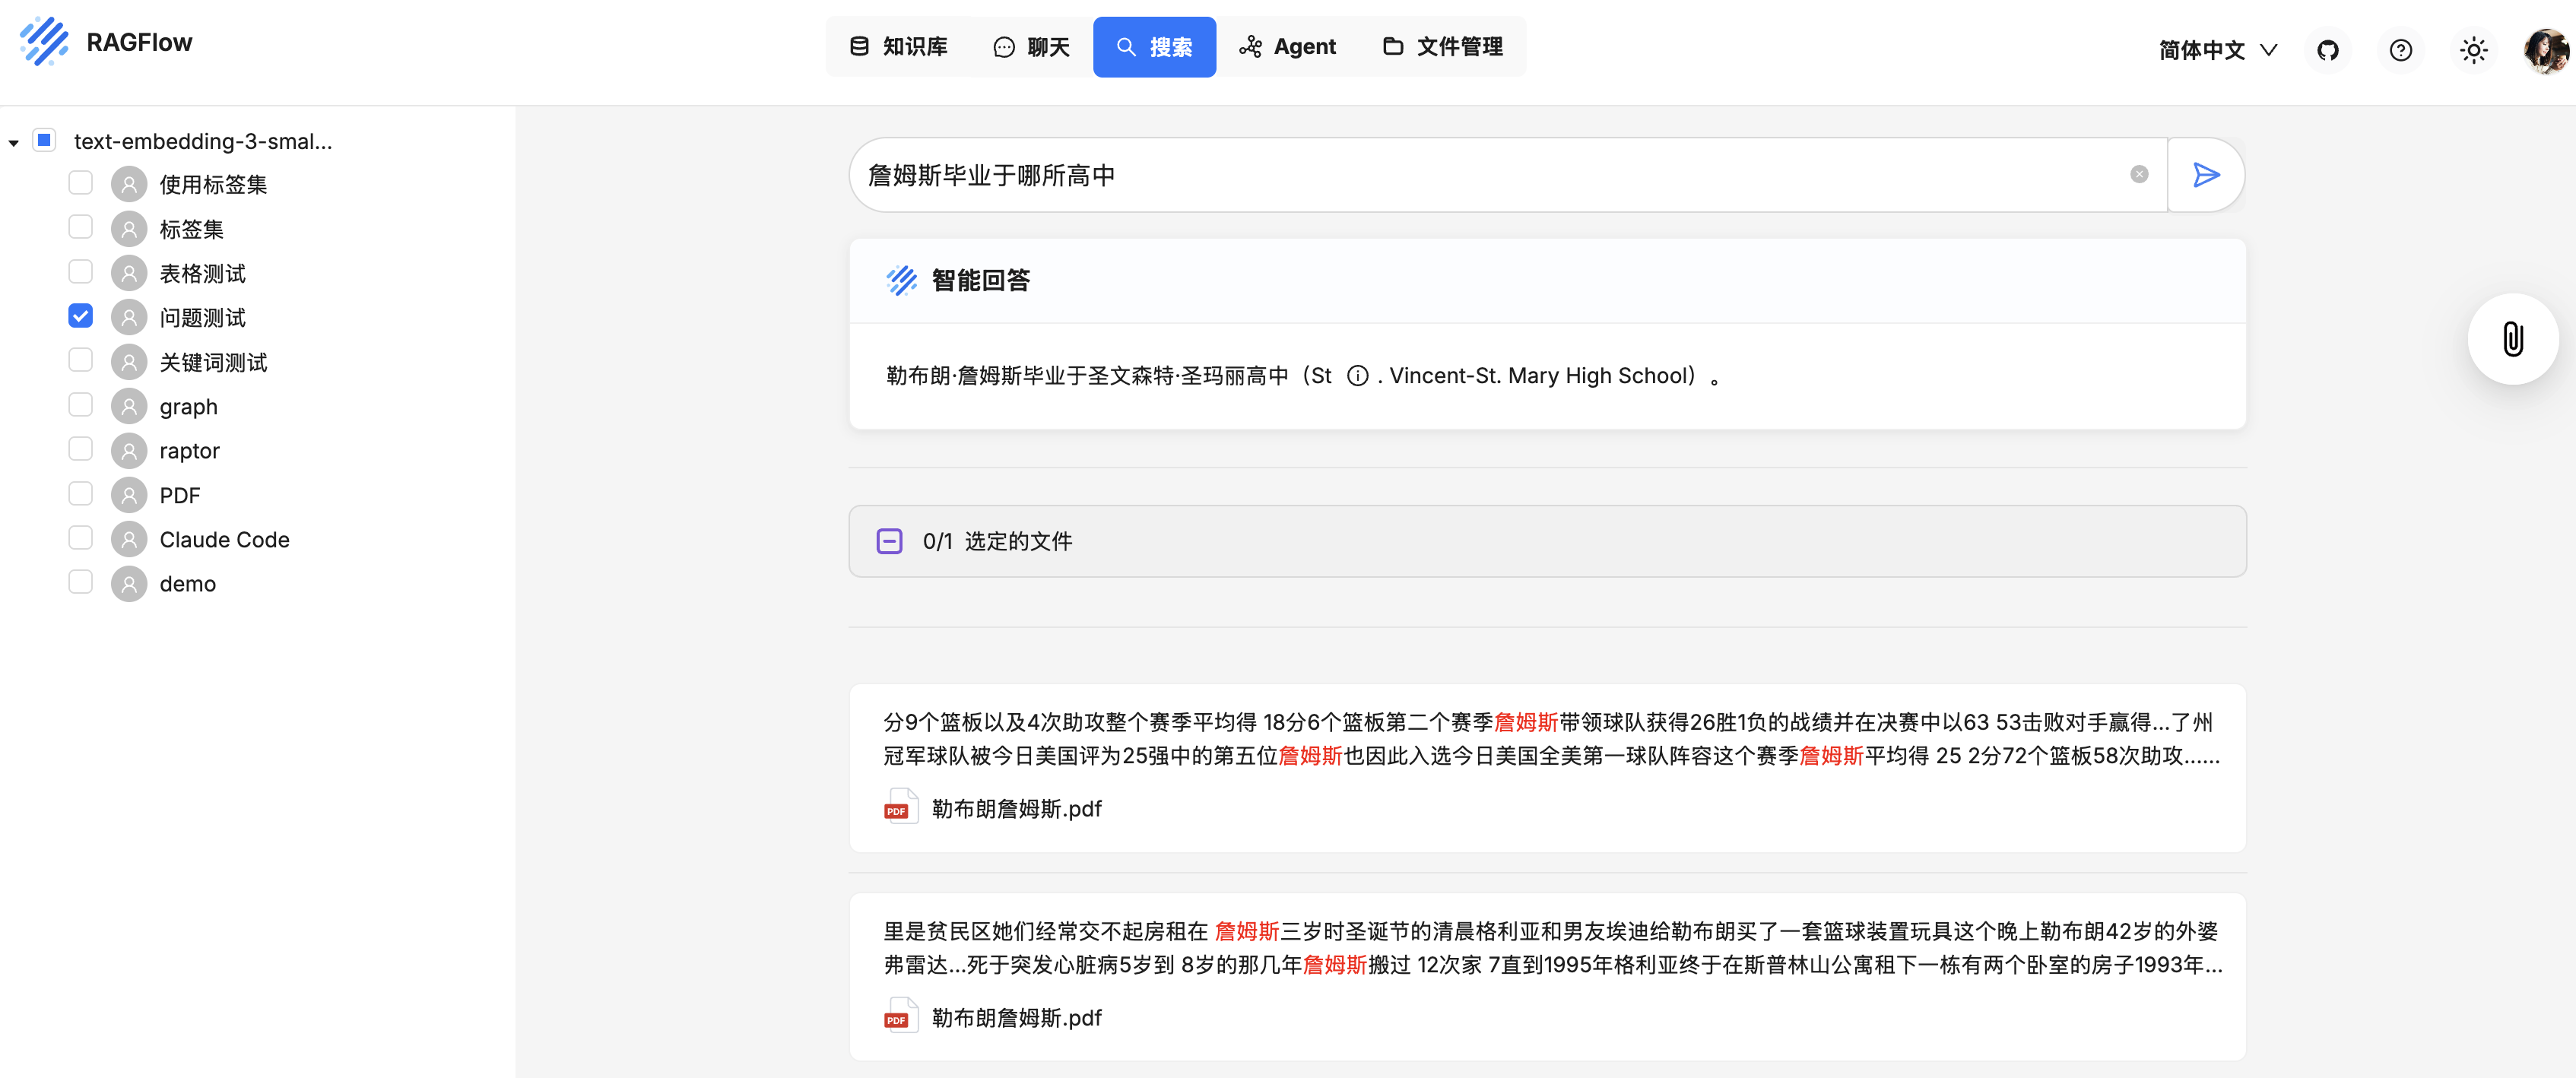 RAGFlow
知识库
聊天
搜索
Agent
文件管理
简体中文
text-embedding-3-smal...
使用标签集
标签集
表格测试
问题测试
关键词测试
graph
raptor
PDF
Claude Code
demo
詹姆斯毕业于哪所高中
智能回答
勒布朗·詹姆斯毕业于圣文森特·圣玛丽高中（St . Vincent-St. Mary High School）。
0/1 选定的文件
分9个篮板以及4次助攻整个赛季平均得 18分6个篮板第二个赛季詹姆斯带领球队获得26胜1负的战绩并在决赛中以63 53击败对手赢得...了州
冠军球队被今日美国评为25强中的第五位詹姆斯也因此入选今日美国全美第一球队阵容这个赛季詹姆斯平均得 25 2分72个篮板58次助攻......
PDF
勒布朗詹姆斯.pdf
里是贫民区她们经常交不起房租在 詹姆斯三岁时圣诞节的清晨格利亚和男友埃迪给勒布朗买了一套篮球装置玩具这个晚上勒布朗42岁的外婆
弗雷达...死于突发心脏病5岁到 8岁的那几年詹姆斯搬过 12次家 7直到1995年格利亚终于在斯普林山公寓租下一栋有两个卧室的房子1993年...
PDF
勒布朗詹姆斯.pdf